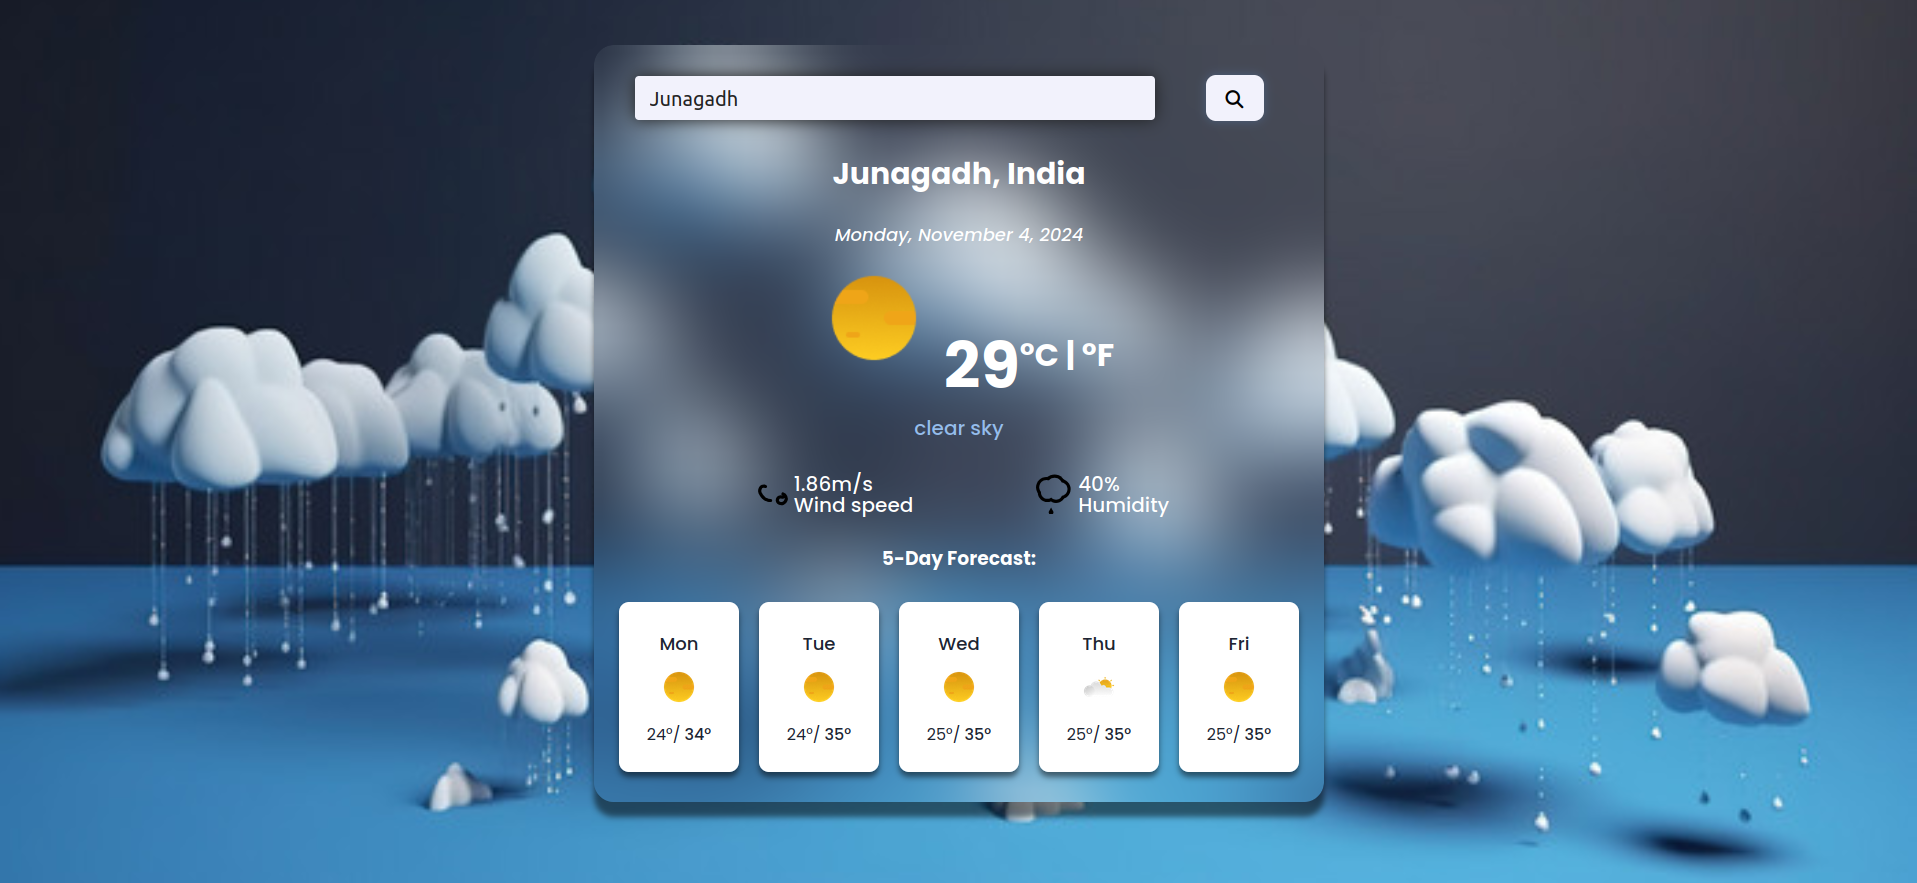 Junagadh
Junagadh, India
Monday, November 4, 2024
29°C | °F
clear sky
1.86m/s
Wind speed
40%
Humidity
5-Day Forecast:
Mon
24°/ 34°
Tue
24°/ 35°
Wed
25°/ 35°
Thu
25°/ 35°
Fri
25°/ 35°